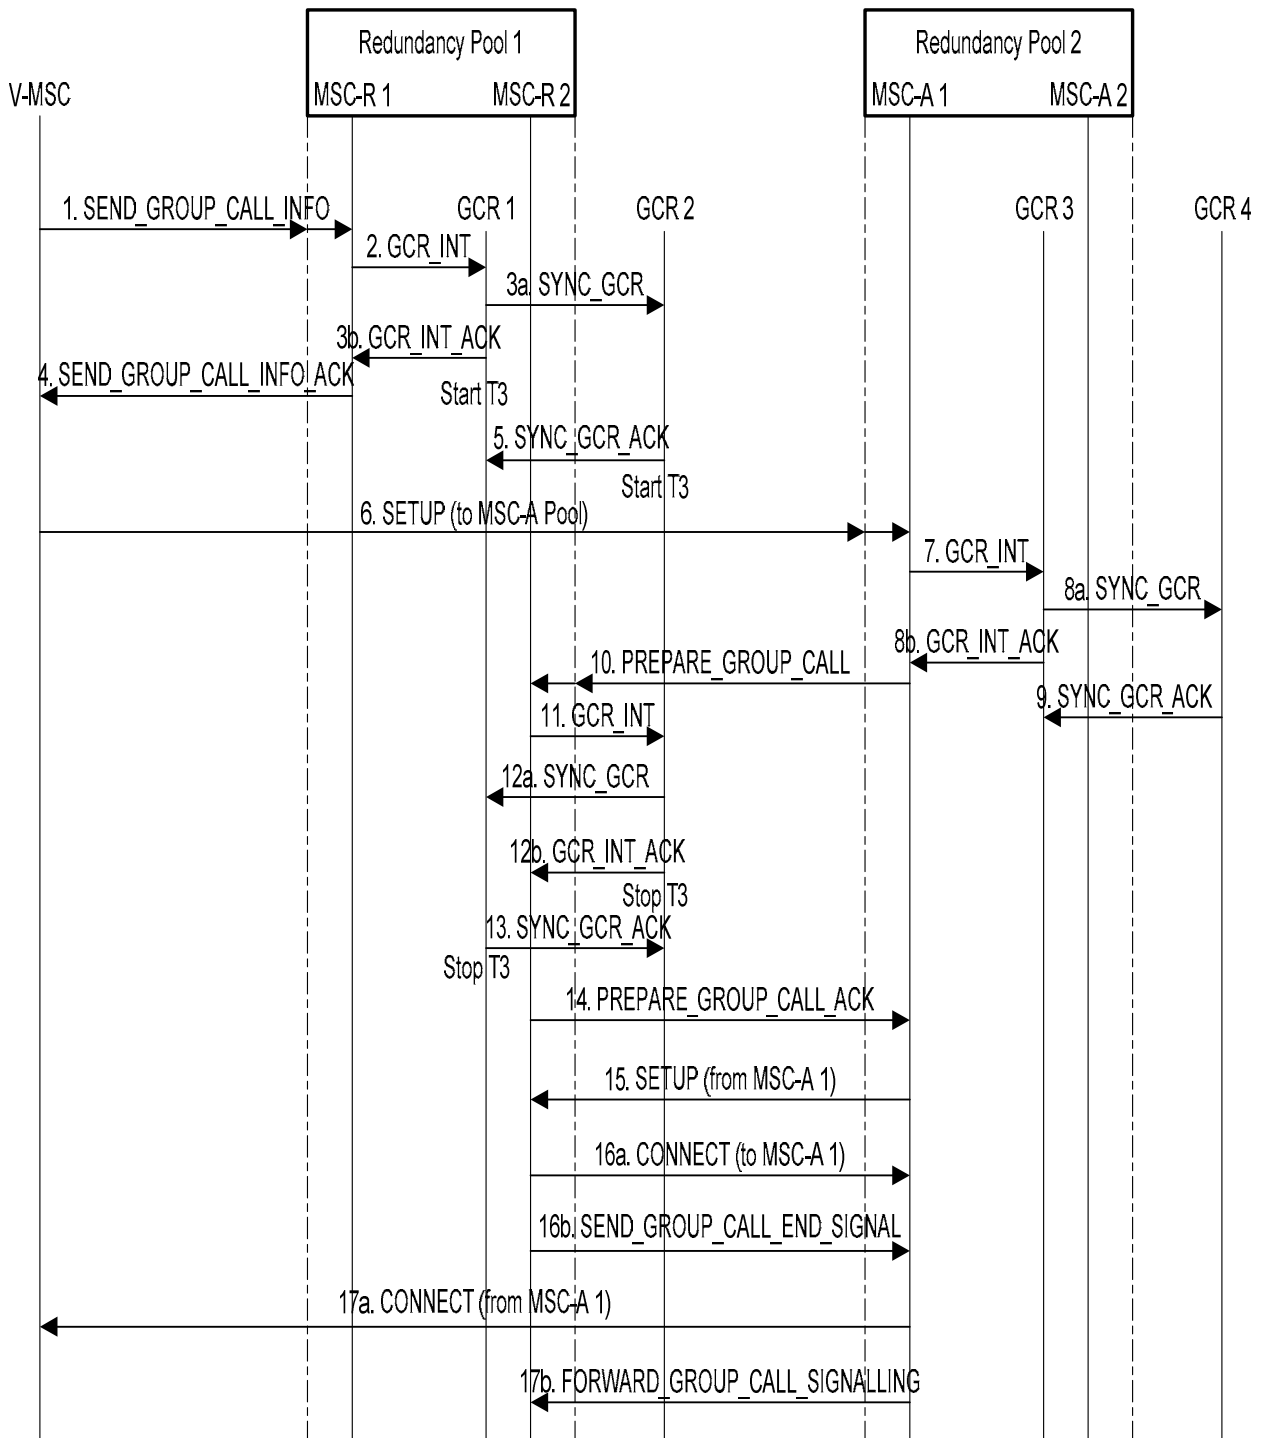 Redundancy Pool 1
Redundancy Pool 2
V-MSC
MSC-R 1
MSC-R 2
MSC-A 1
MSC-A 2
1. SEND_GROUP_CALL_INFO
GCR 1
GCR 2
GCR 3
GCR 4
2. GCR_INT
3a. SYNC_GCR
3b. GCR_INT_ACK
4. SEND_GROUP_CALL_INFO_ACK
Start T3
5. SYNC_GCR_ACK
Start T3
6. SETUP (to MSC-A Pool)
7. GCR_INT
8a. SYNC_GCR
8b. GCR_INT_ACK
10. PREPARE_GROUP_CALL
9. SYNC_GCR_ACK
11. GCR_INT
12a. SYNC_GCR
12b. GCR_INT_ACK
Stop T3
13. SYNC_GCR_ACK
Stop T3
14. PREPARE_GROUP_CALL_ACK
15. SETUP (from MSC-A 1)
16a. CONNECT (to MSC-A 1)
16b. SEND_GROUP_CALL_END_SIGNAL
17a. CONNECT (from MSC-A 1)
17b. FORWARD_GROUP_CALL_SIGNALLING